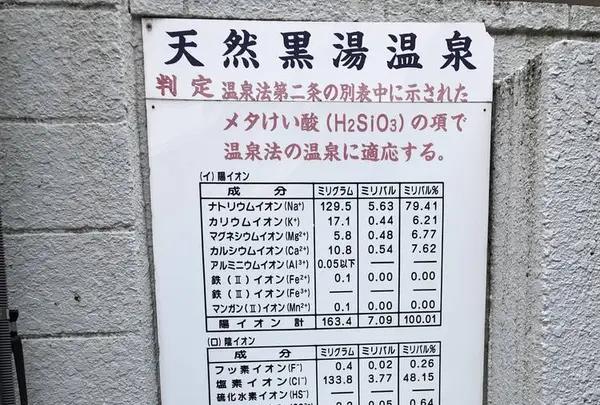 天然黒湯温泉
判定 温泉法第二条の別表中に示された
メタけい酸(H₂SiO₃)の項で
温泉法の温泉に適応する。
(イ)陽イオン
成分 ミリグラム ミリバル ミリバル%
ナトリウムイオン(Na⁺) 129.5 5.63 79.41
カリウムイオン(K⁺) 17.1 0.44 6.21
マグネシウムイオン(Mg²⁺) 5.8 0.48 6.77
カルシウムイオン(Ca²⁺) 10.8 0.54 7.62
アルミニウムイオン(Al³⁺) 0.05以下 — —
鉄(Ⅱ)イオン(Fe²⁺) 0.1 0.00 0.00
鉄(Ⅲ)イオン(Fe³⁺) — — —
マンガン(Ⅱ)イオン(Mn²⁺) 0.1 0.00 0.00
陽イオン計 163.4 7.09 100.01
(ロ)陰イオン
成分 ミリグラム ミリバル ミリバル%
フッ素イオン(F⁻) 0.4 0.02 0.26
塩素イオン(Cl⁻) 133.8 3.77 48.15
硫化水素イオン(HS⁻) — — —
0.05 0.64